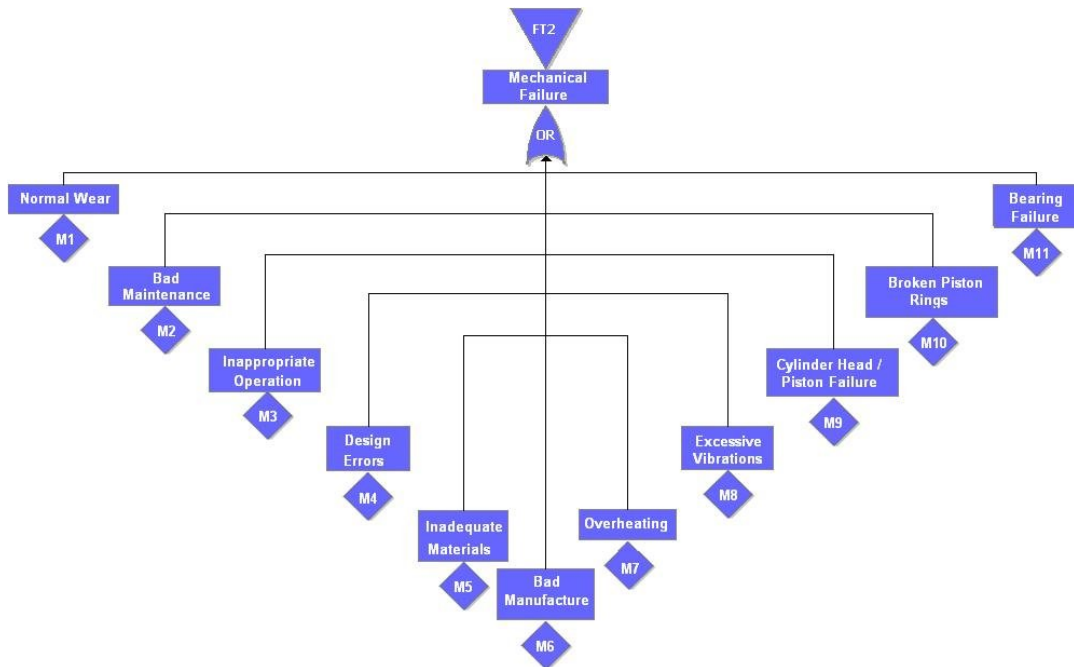 FT2
Mechanical
Failure
OR
Normal Wear
M1
Bad
Maintenance
M2
Inappropriate
Operation
M3
Design
Errors
M4
Inadequate
Materials
M5
Bad
Manufacture
M6
Overheating
M7
Excessive
Vibrations
M8
Cylinder Head /
Piston Failure
M9
Broken Piston
Rings
M10
Bearing
Failure
M11